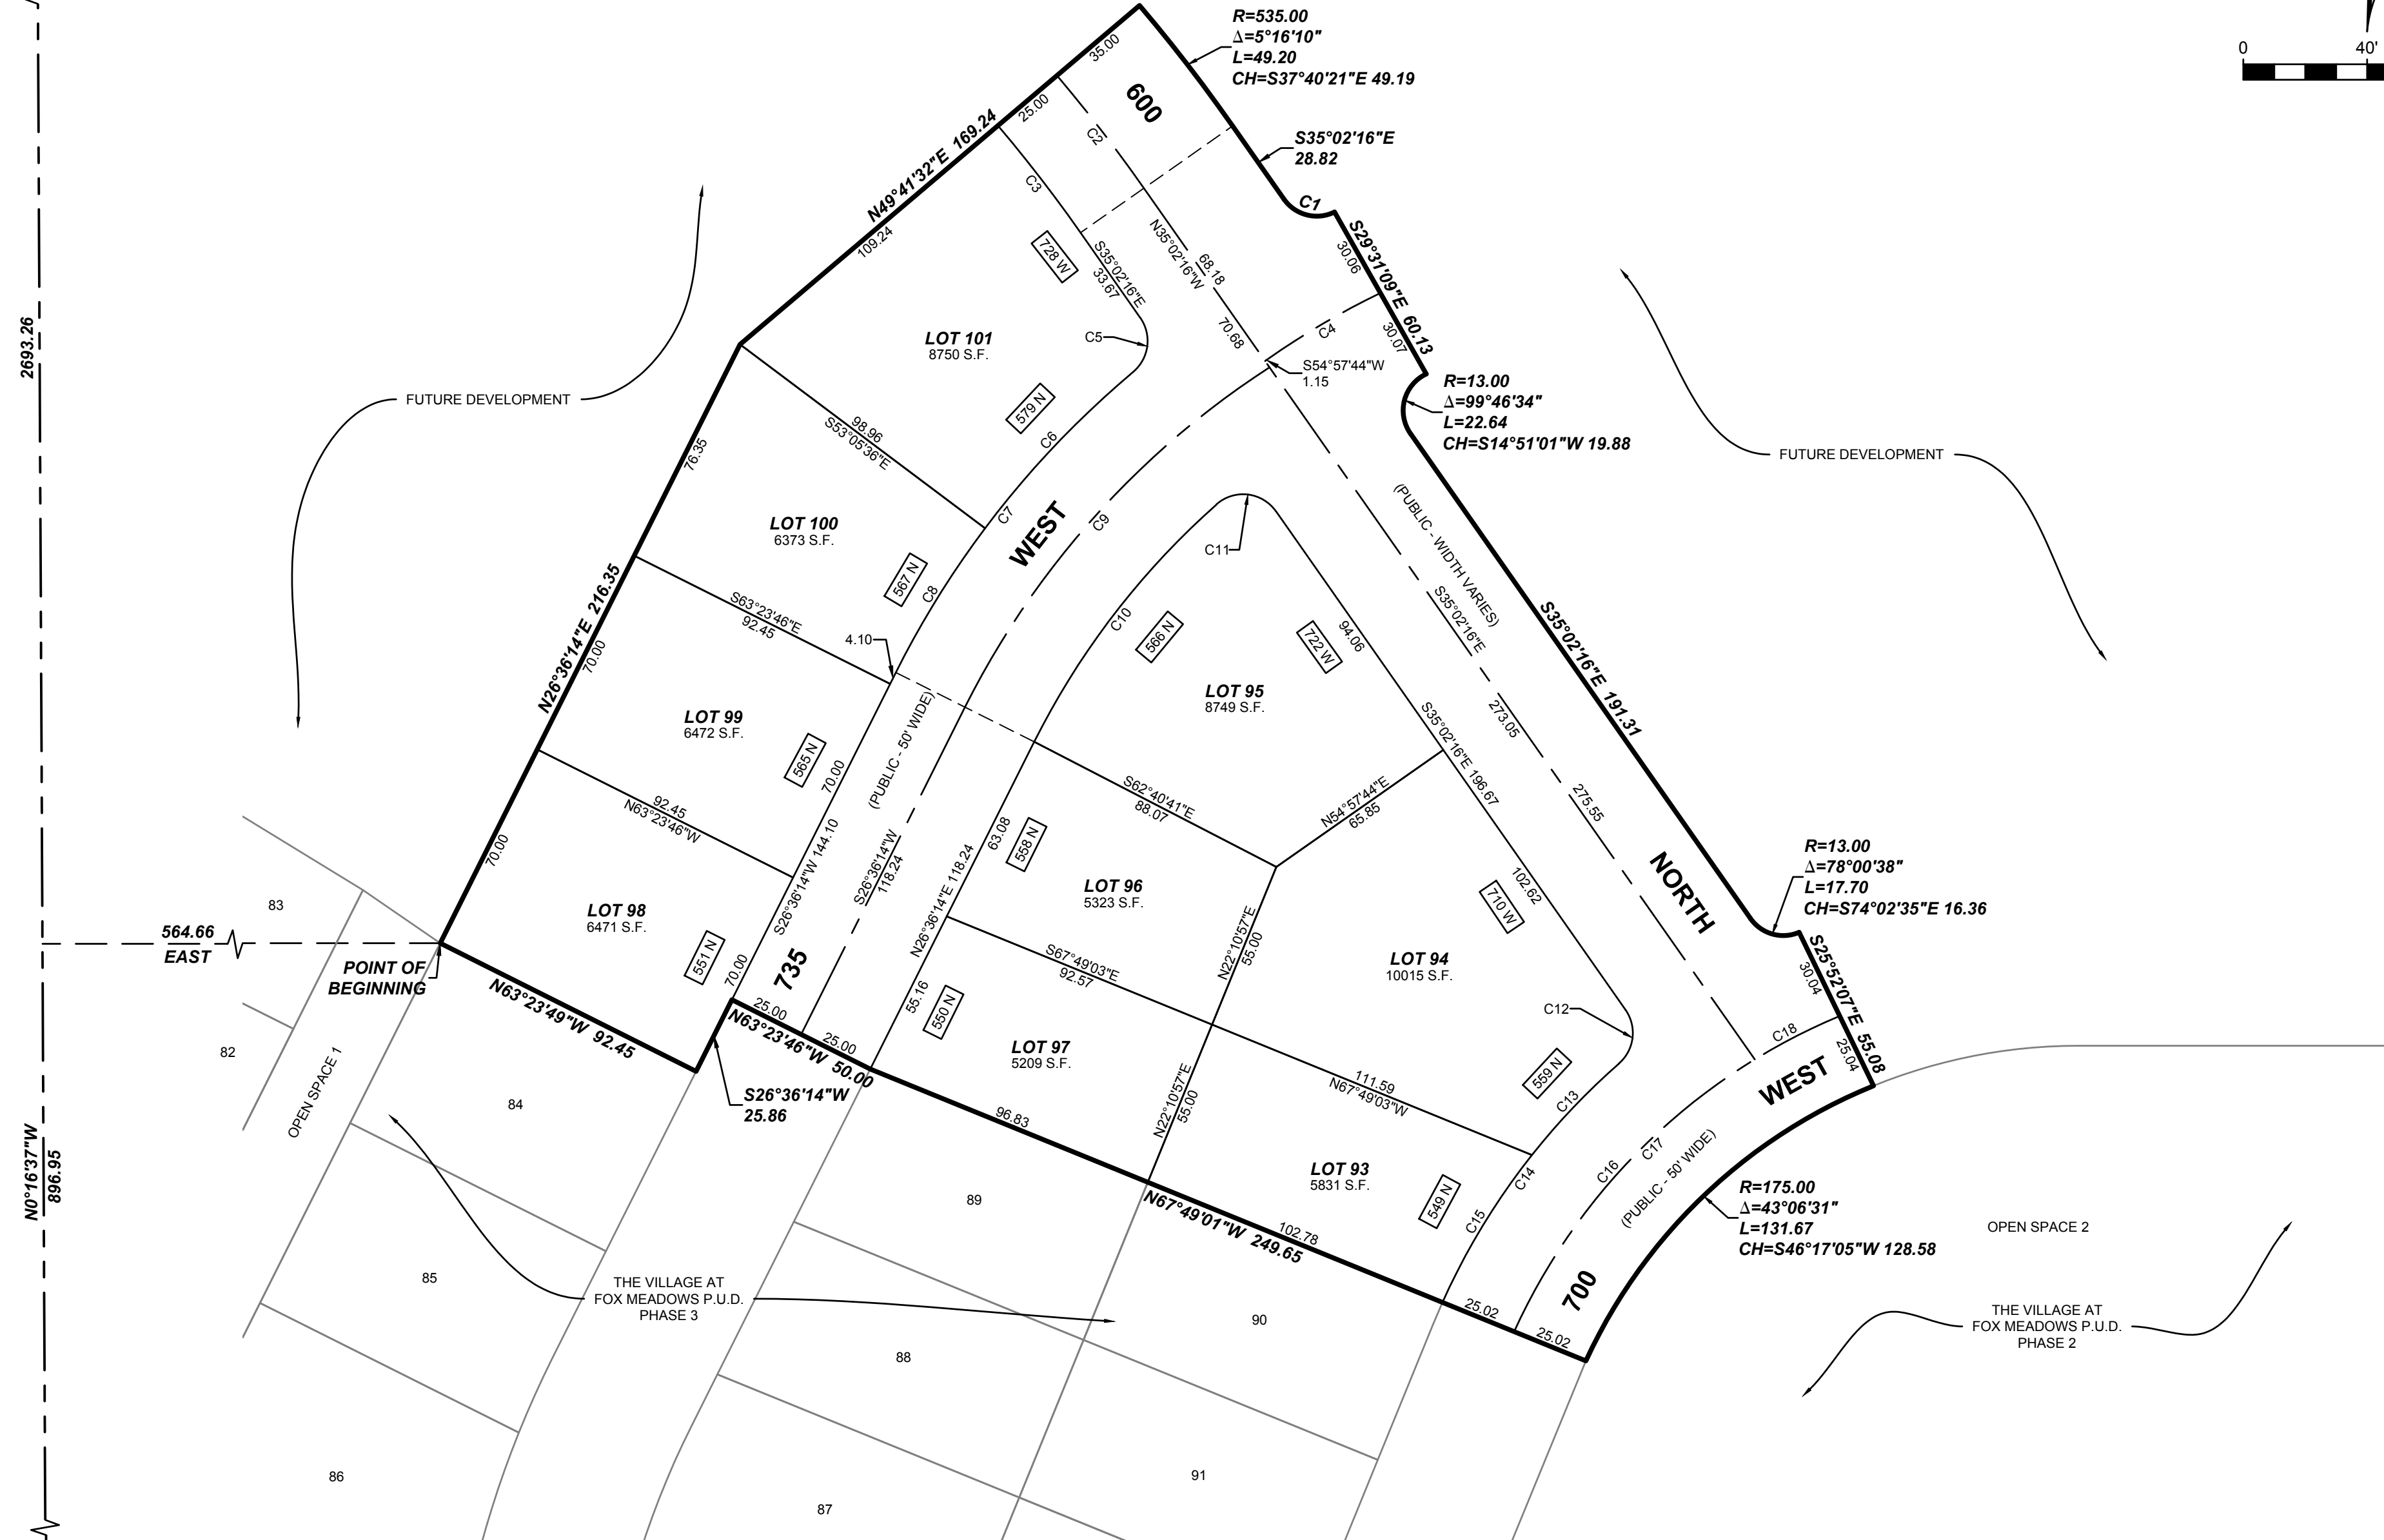 R=535.00
Δ=5°16'10"
L=49.20
CH=S37°40'21"E 49.19
0
40'
35.00
25.00
600
C2
C3
N49°41'32"E 169.24
109.24
S35°02'16"E
28.82
C1
S29°31'09"E 60.13
30.06
30.07
C4
728 W
S35°02'16"E
33.67
N35°02'16"W
68.18
70.68
S54°57'44"W
1.15
R=13.00
Δ=99°46'34"
L=22.64
CH=S14°51'01"W 19.88
LOT 101
8750 S.F.
C5
579 N
C6
2693.26
FUTURE DEVELOPMENT
FUTURE DEVELOPMENT
76.35
98.96
S53°05'36"E
C7
WEST
C9
C11
(PUBLIC - WIDTH VARIES)
LOT 100
6373 S.F.
567 N
C8
S63°23'46"E
92.45
4.10
N26°36'14"E 216.35
70.00
C10
566 N
722 W
94.06
S35°02'16"E
273.05
275.55
S35°02'16"E 191.31
LOT 95
8749 S.F.
S35°02'16"E 196.67
LOT 99
6472 S.F.
565 N
70.00
(PUBLIC - 50' WIDE)
92.45
N63°23'46"W
S62°40'41"E
88.07
N54°57'44"E
65.85
70.00
S26°36'14"W 144.10
S26°36'14"W
118.24
63.08
558 N
N26°36'14"E 118.24
LOT 96
5323 S.F.
102.62
710 W
NORTH
R=13.00
Δ=78°00'38"
L=17.70
CH=S74°02'35"E 16.36
83
564.66
EAST
POINT OF
BEGINNING
LOT 98
6471 S.F.
551 N
70.00
735
55.16
550 N
S67°49'03"E
92.57
N22°10'57"E
55.00
LOT 94
10015 S.F.
C12
S25°52'07"E 55.08
30.04
25.04
C18
WEST
N63°23'49"W 92.45
25.00
25.00
N63°23'46"W 50.00
82
OPEN SPACE 1
84
S26°36'14"W
25.86
LOT 97
5209 S.F.
96.83
N22°10'57"E
55.00
111.59
N67°49'03"W
559 N
C13
N0°16'37"W
896.95
89
LOT 93
5831 S.F.
549 N
C14
C15
C16
C17
(PUBLIC - 50' WIDE)
R=175.00
Δ=43°06'31"
L=131.67
CH=S46°17'05"W 128.58
OPEN SPACE 2
N67°49'01"W 249.65
102.78
25.02
25.02
700
85
THE VILLAGE AT
FOX MEADOWS P.U.D.
PHASE 3
90
THE VILLAGE AT
FOX MEADOWS P.U.D.
PHASE 2
88
86
87
91